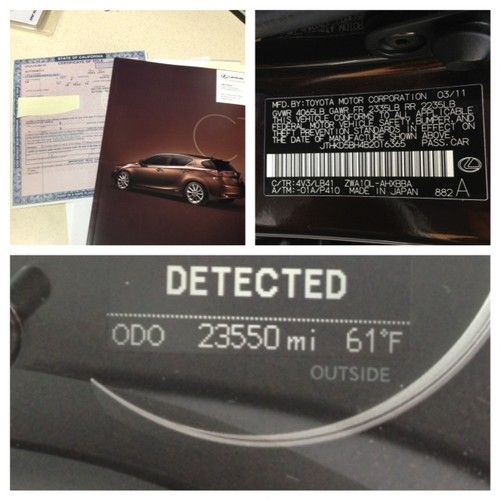 STATE OF CALIFORNIA
LEXUS
MFD. BY: TOYOTA MOTOR CORPORATION 03/11
GVWR 4065LB GAWR FR 2335LB RR 2235LB
THIS VEHICLE CONFORMS TO ALL APPLICABLE
FEDERAL MOTOR VEHICLE SAFETY, BUMPER, AND
THEFT PREVENTION STANDARDS IN EFFECT ON
THE DATE OF MANUFACTURE SHOWN ABOVE.
JTHKD5BH4B2016365 PASS.CAR
C/TR: 4V3/LB41 ZWA10L-AHXBBA
A/TM: -01A/P410 MADE IN JAPAN 882 A
DETECTED
ODO 23550 mi 61°F
OUTSIDE